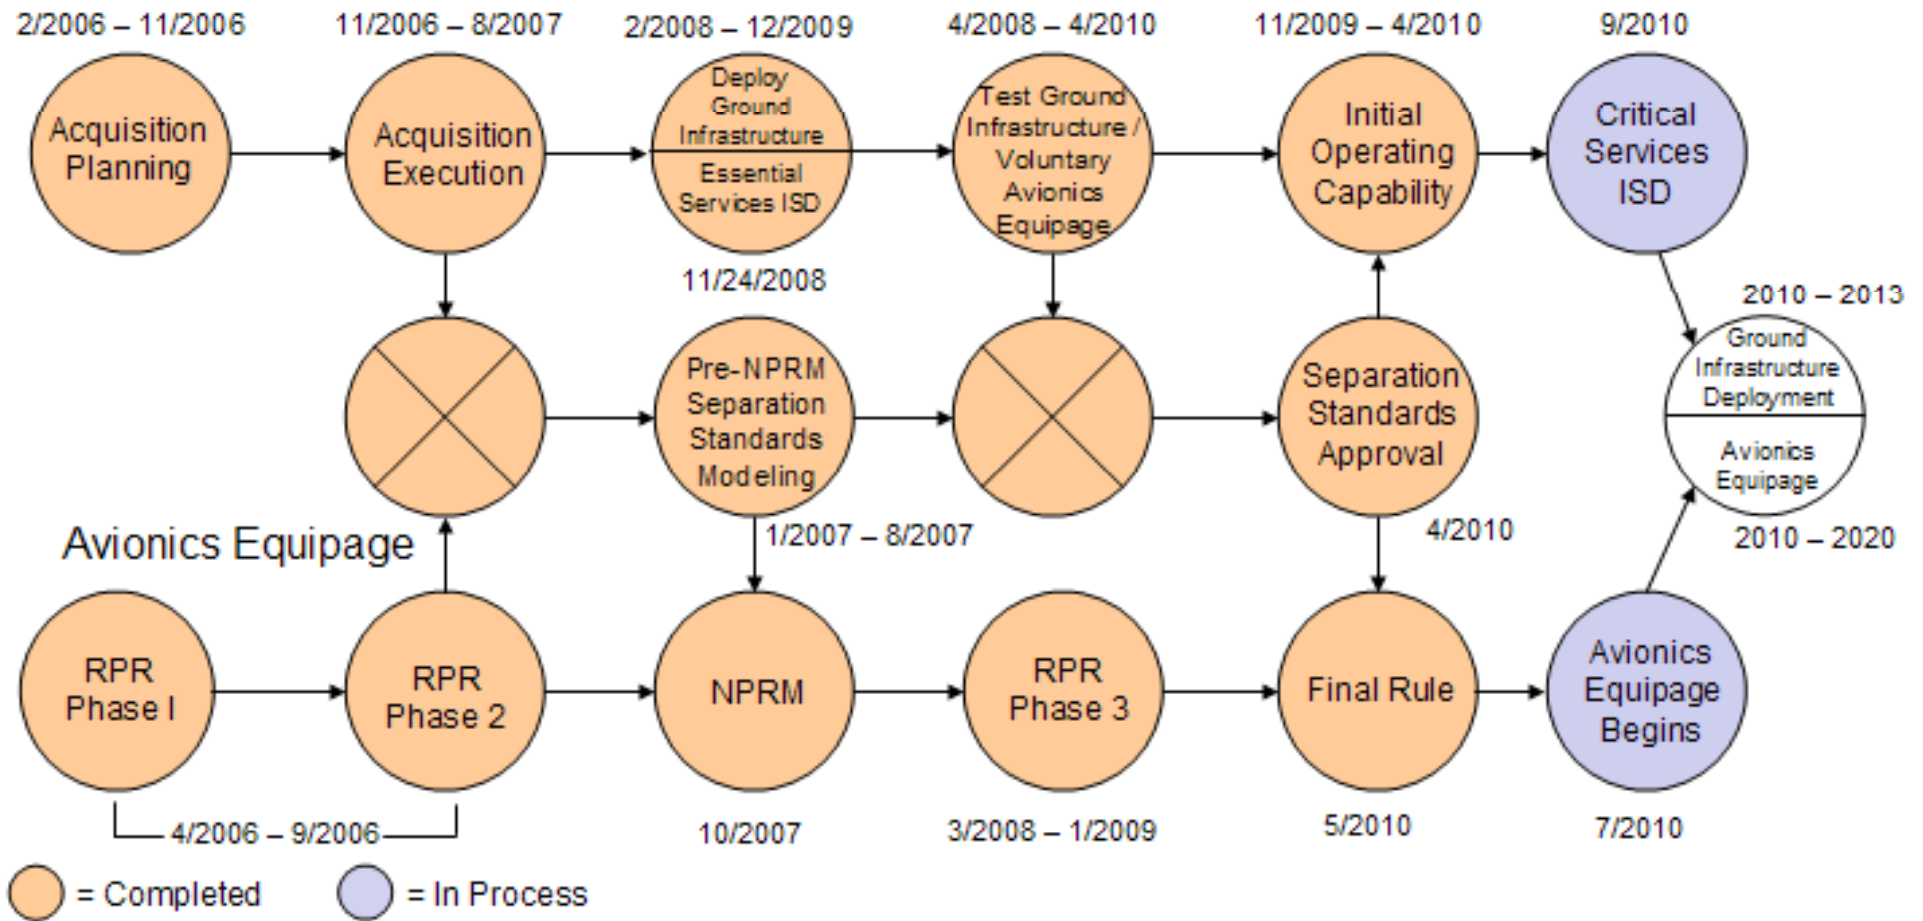 2/2006 – 11/2006
11/2006 – 8/2007
2/2008 – 12/2009
4/2008 – 4/2010
11/2009 – 4/2010
9/2010
Acquisition
Planning
Acquisition
Execution
Deploy
Ground
Infrastructure
Essential
Services ISD
Test Ground
Infrastructure /
Voluntary
Avionics
Equipage
Initial
Operating
Capability
Critical
Services
ISD
11/24/2008
2010 – 2013
Pre-NPRM
Separation
Standards
Modeling
Separation
Standards
Approval
Ground
Infrastructure
Deployment
Avionics
Equipage
1/2007 – 8/2007
4/2010
2010 – 2020
Avionics Equipage
RPR
Phase I
RPR
Phase 2
NPRM
RPR
Phase 3
Final Rule
Avionics
Equipage
Begins
4/2006 – 9/2006
10/2007
3/2008 – 1/2009
5/2010
7/2010
= Completed
= In Process